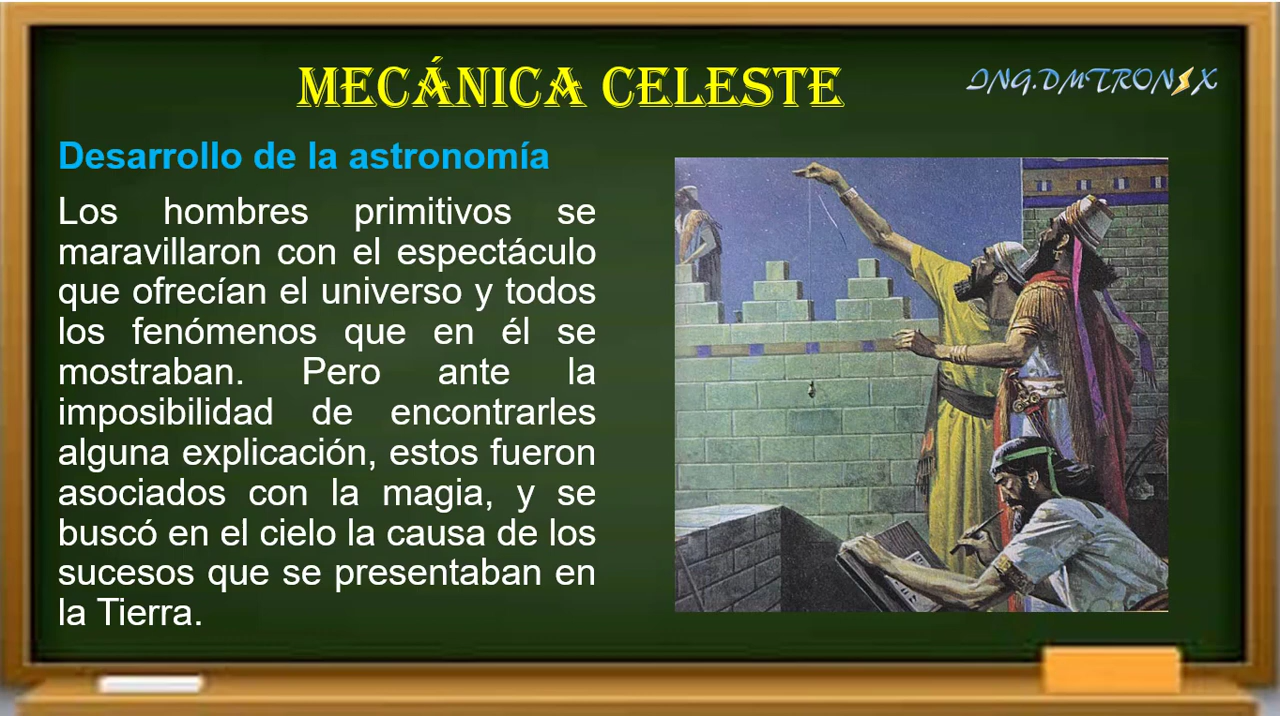 MECÁNICA CELESTE
ING.DMTRONIX
Desarrollo de la astronomía
Los hombres primitivos se
maravillaron con el espectáculo
que ofrecían el universo y todos
los fenómenos que en él se
mostraban. Pero ante la
imposibilidad de encontrarles
alguna explicación, estos fueron
asociados con la magia, y se
buscó en el cielo la causa de los
sucesos que se presentaban en
la Tierra.